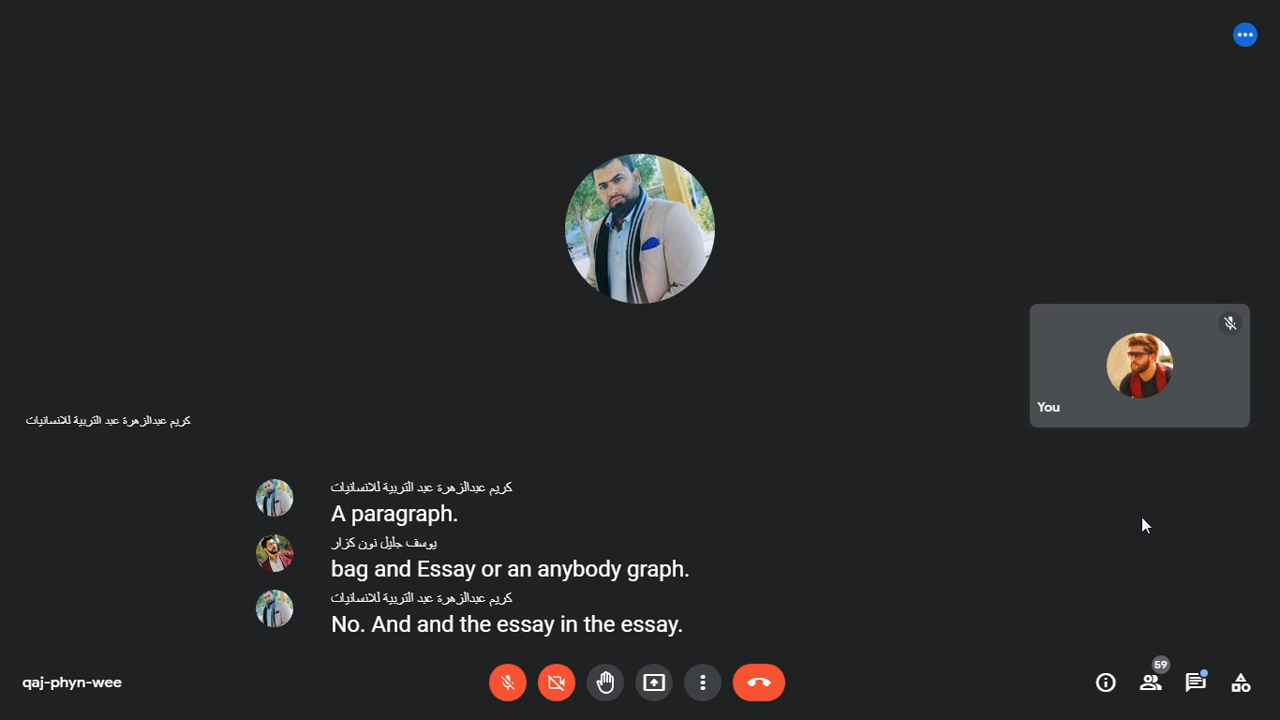 You
كريم عبدالزهرة عبد التربية للانسانيات
كريم عبدالزهرة عبد التربية للانسانيات
A paragraph.
يوسف جليل نون كزار
bag and Essay or an anybody graph.
كريم عبدالزهرة عبد التربية للانسانيات
No. And and the essay in the essay.
qaj-phyn-wee
59